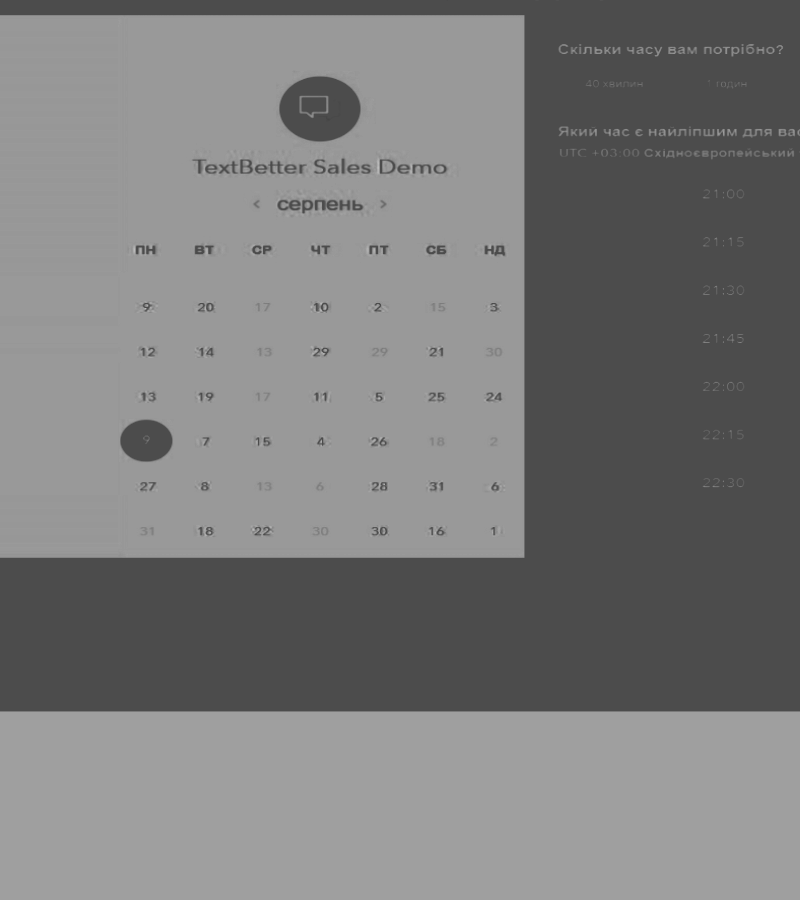 TextBetter Sales Demo
< серпень >
ПН ВТ СР ЧТ ПТ СБ НД
9 20 17 10 2 15 3
12 14 13 29 29 21 30
13 19 17 11 5 25 24
9 7 15 4 26 18 2
27 8 13 6 28 31 6
31 18 22 30 30 16 1
Скільки часу вам потрібно?
40 хвилин 1 годин
Який час є найліпшим для вас
UTC +03:00 Східноєвропейський
21:00
21:15
21:30
21:45
22:00
22:15
22:30